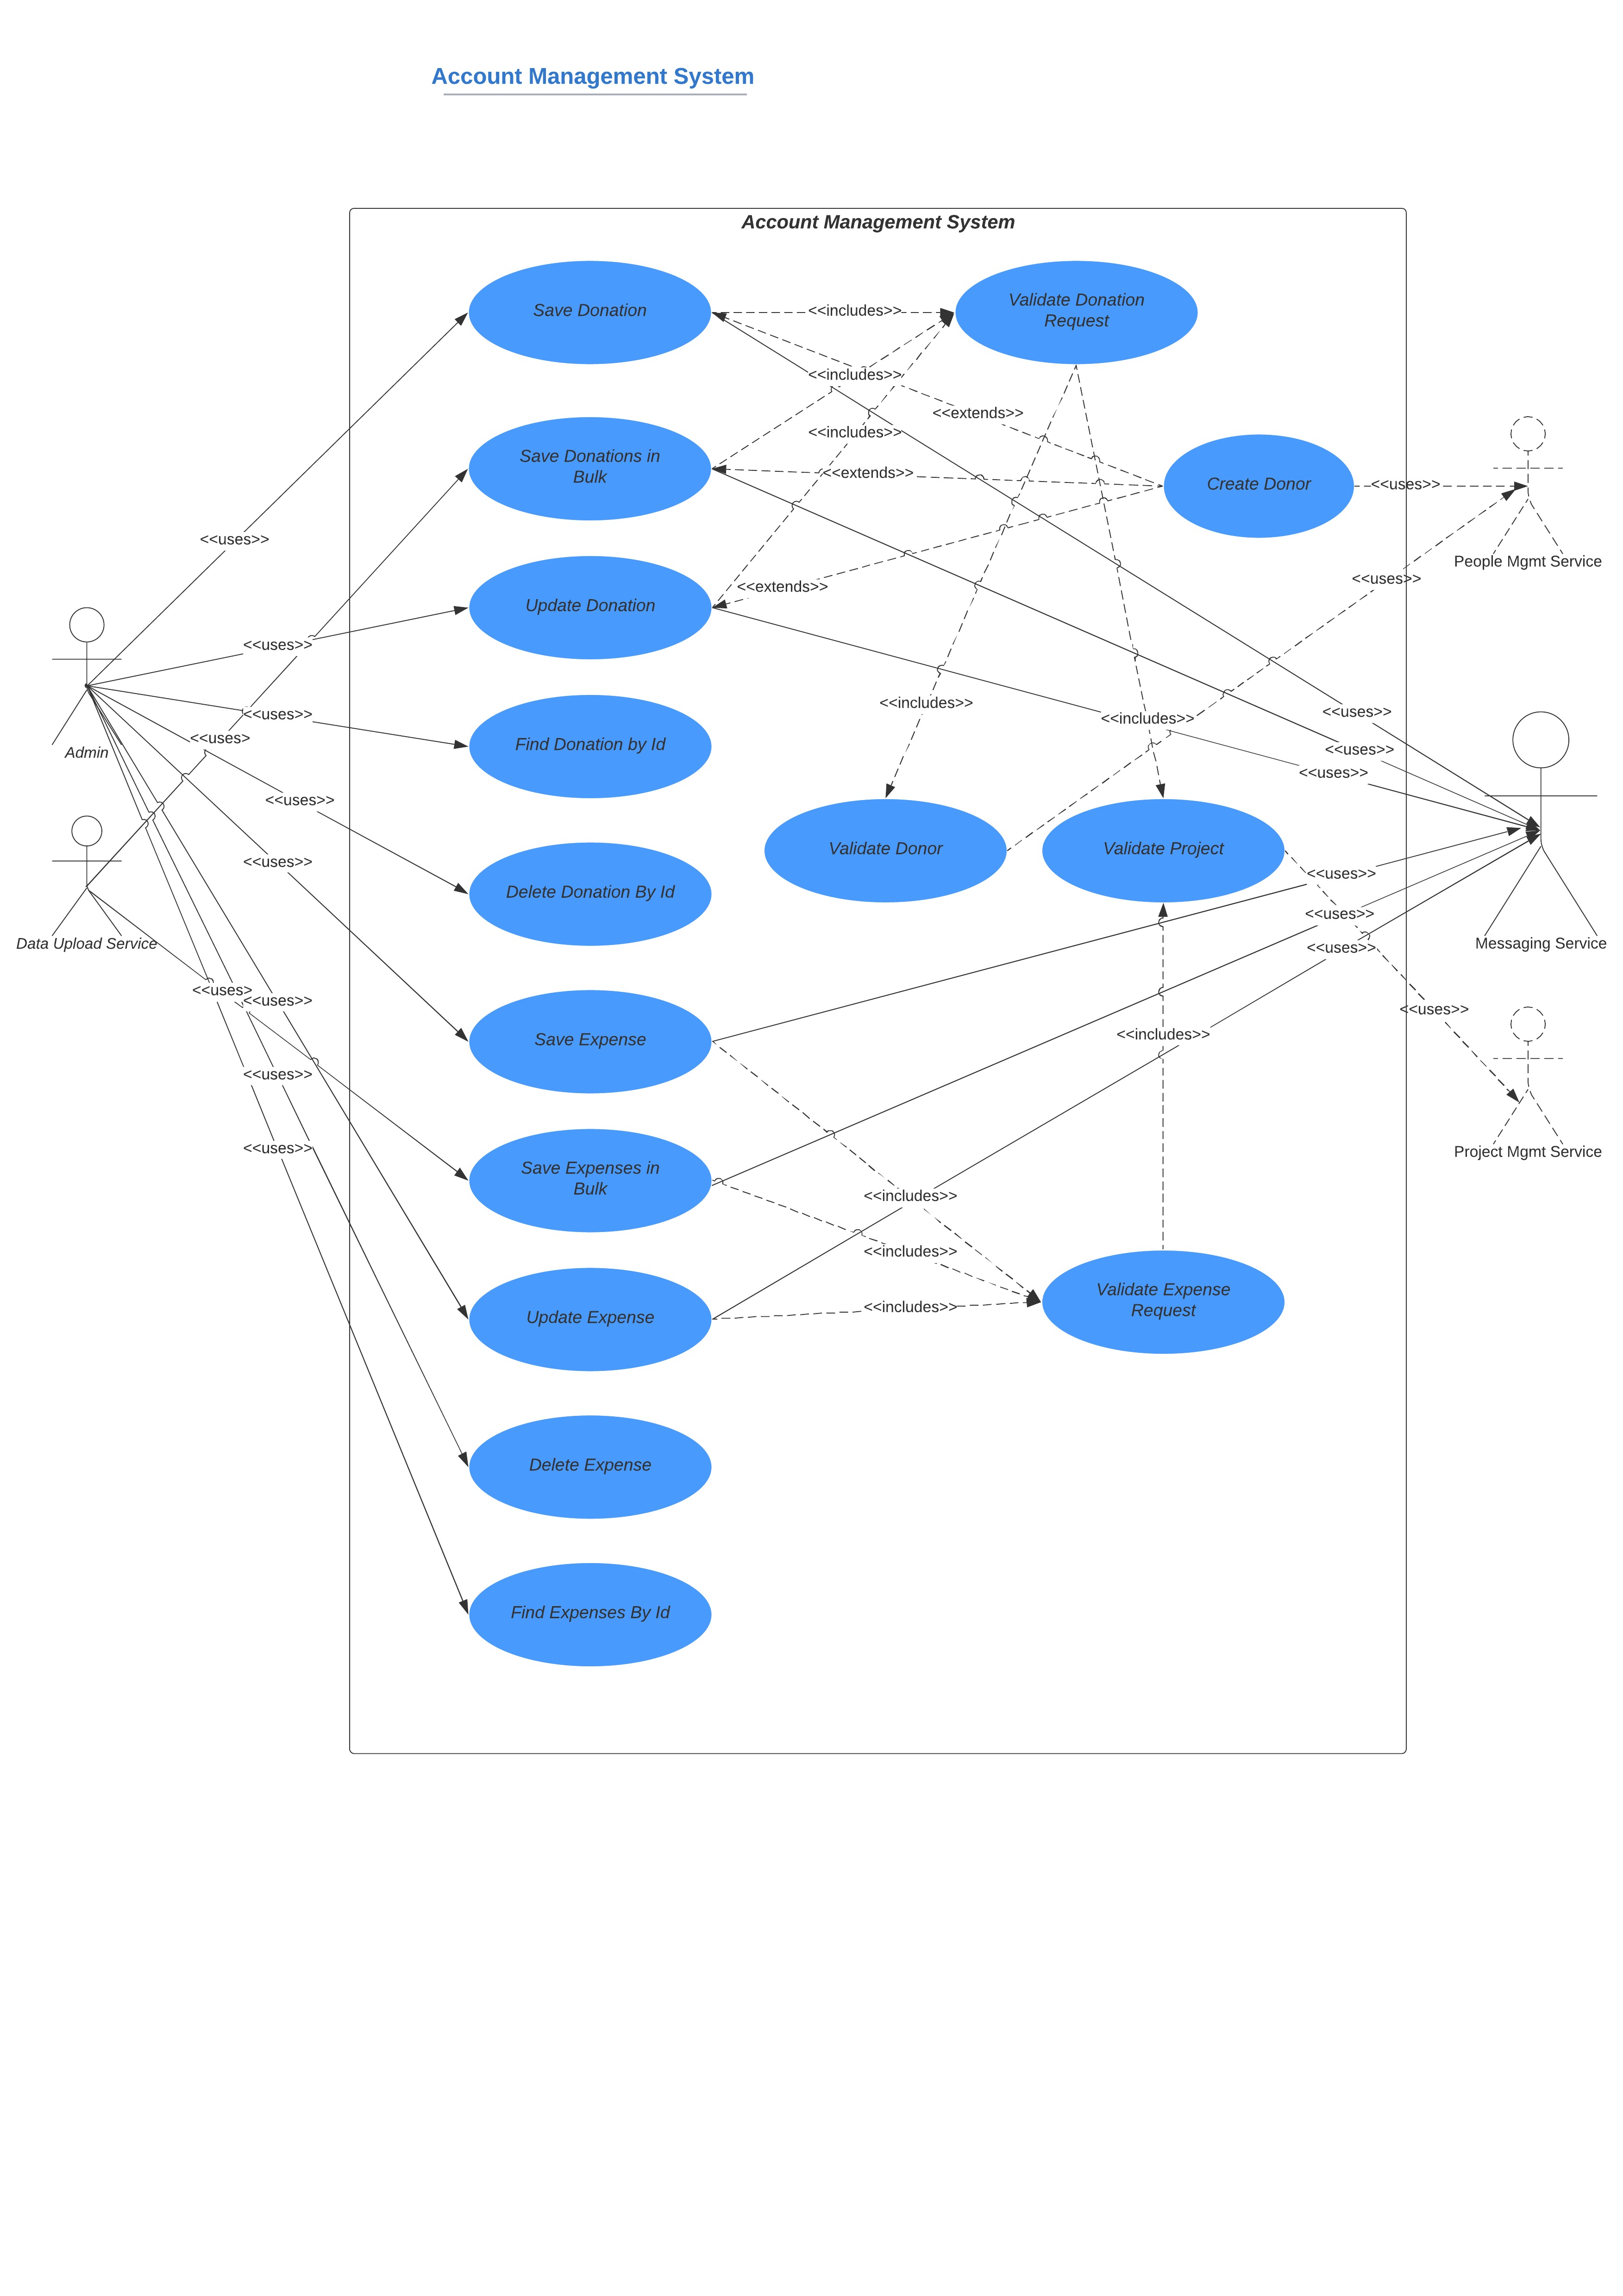 Account Management System
Account Management System
Save Donation
<<includes>>
Validate Donation
Request
<<includes>>
<<extends>>
<<includes>>
Save Donations in
Bulk
<<extends>>
Create Donor
<<uses>>
<<uses>>
People Mgmt Service
<<uses>>
<<extends>>
Update Donation
<<uses>>
<<uses>>
<<includes>>
<<uses>>
<<includes>>
<<uses>>
Admin
<<uses>
Find Donation by Id
<<uses>>
<<uses>>
<<uses>>
<<uses>>
Validate Donor
Validate Project
<<uses>>
Delete Donation By Id
<<uses>>
Data Upload Service
<<uses>>
Messaging Service
<<uses>
<<uses>>
<<uses>>
Save Expense
<<includes>>
<<uses>>
<<uses>>
Project Mgmt Service
Save Expenses in
Bulk
<<includes>>
<<includes>>
Validate Expense
Request
<<includes>>
Update Expense
Delete Expense
Find Expenses By Id